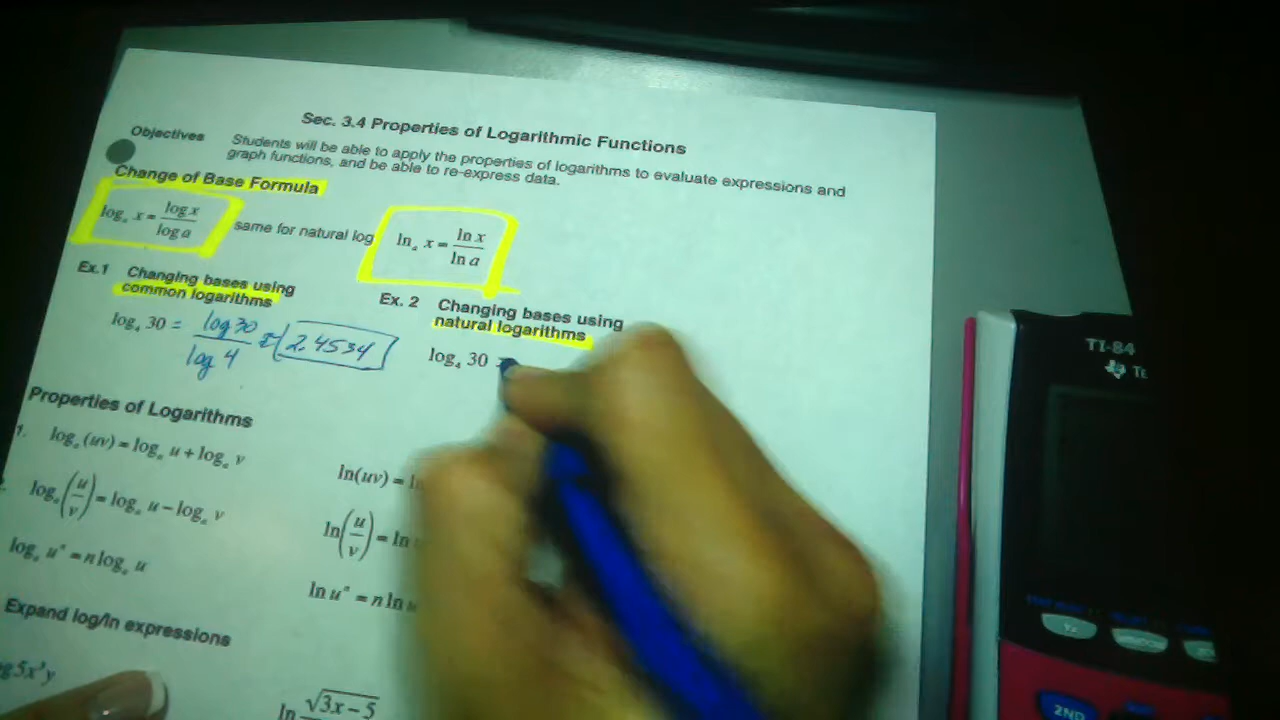 Sec. 3.4 Properties of Logarithmic Functions
Objectives Students will be able to apply the properties of logarithms to evaluate expressions and
graph functions, and be able to re-express data.
Change of Base Formula
logₐ x = log x / log a same for natural log lnₐ x = ln x / ln a
Ex.1 Changing bases using
common logarithms
Ex. 2 Changing bases using
natural logarithms
log₄ 30 = log 30 / log 4 ≈ 2.4534
log₄ 30
Properties of Logarithms
1. logₐ(uv) = logₐ u + logₐ v
ln(uv) =
logₐ(u/v) = logₐ u − logₐ v
ln(u/v) = ln
logₐ uⁿ = n logₐ u
ln uⁿ = n ln
Expand log/ln expressions
5x³y
ln √3x−5
TI-84
2ND